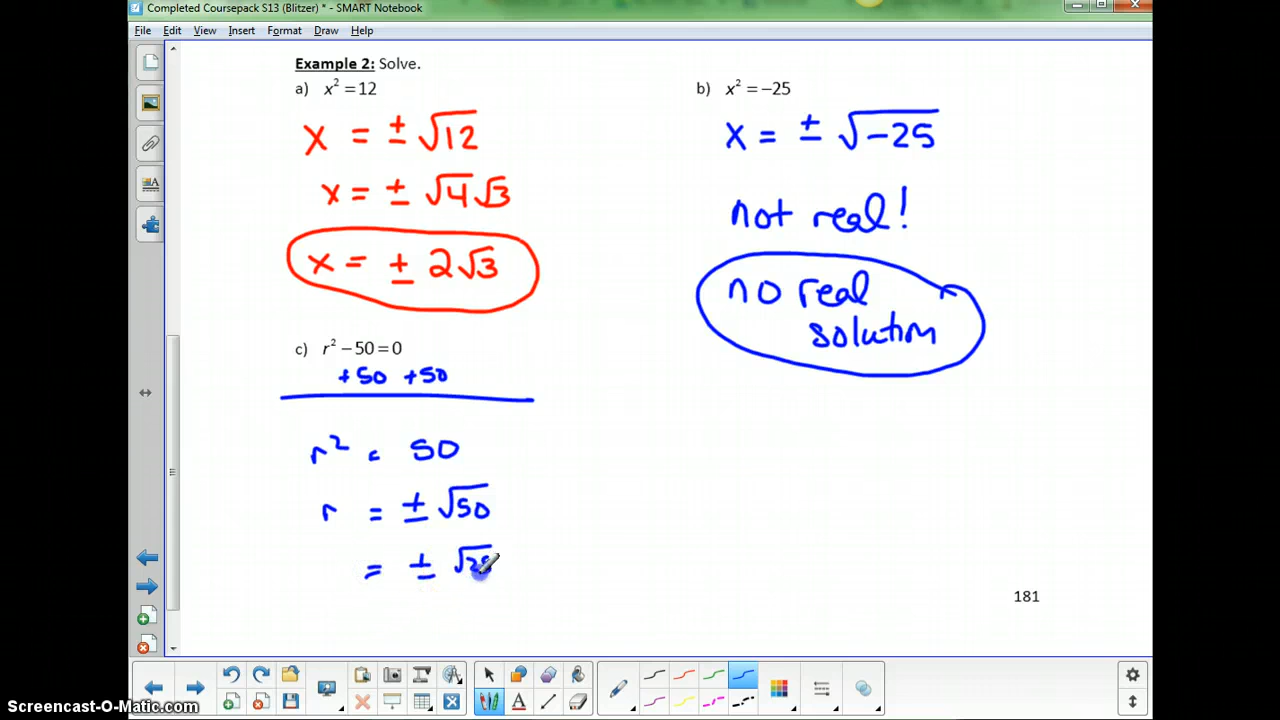 Completed Coursepack S13 (Blitzer) * - SMART Notebook
File Edit View Insert Format Draw Help
Example 2: Solve.
a) x² = 12
x = ± √12
x = ± √4 √3
x = ± 2√3
b) x² = −25
x = ± √−25
not real!
no real
solution
c) r² − 50 = 0
+50 +50
r² = 50
r = ± √50
= ±
181
Screencast-O-Matic.com